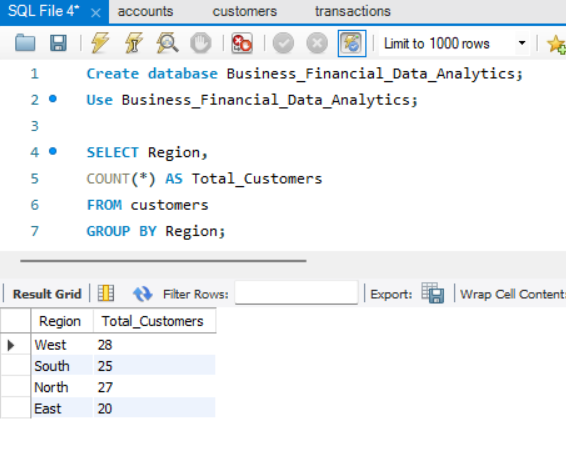 SQL File 4* × accounts customers transactions
Limit to 1000 rows
1 Create database Business_Financial_Data_Analytics;
2 Use Business_Financial_Data_Analytics;
3
4 SELECT Region,
5 COUNT(*) AS Total_Customers
6 FROM customers
7 GROUP BY Region;
Result Grid Filter Rows: Export: Wrap Cell Content:
Region Total_Customers
West 28
South 25
North 27
East 20